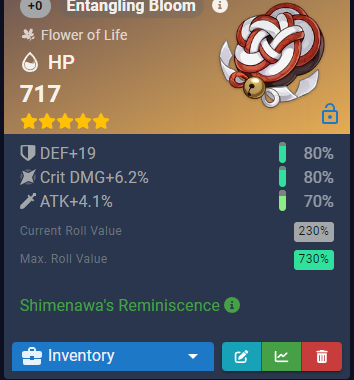 +0 Entangling Bloom
Flower of Life
HP
717
DEF+19 80%
Crit DMG+6.2% 80%
ATK+4.1% 70%
Current Roll Value 230%
Max. Roll Value 730%
Shimenawa's Reminiscence
Inventory